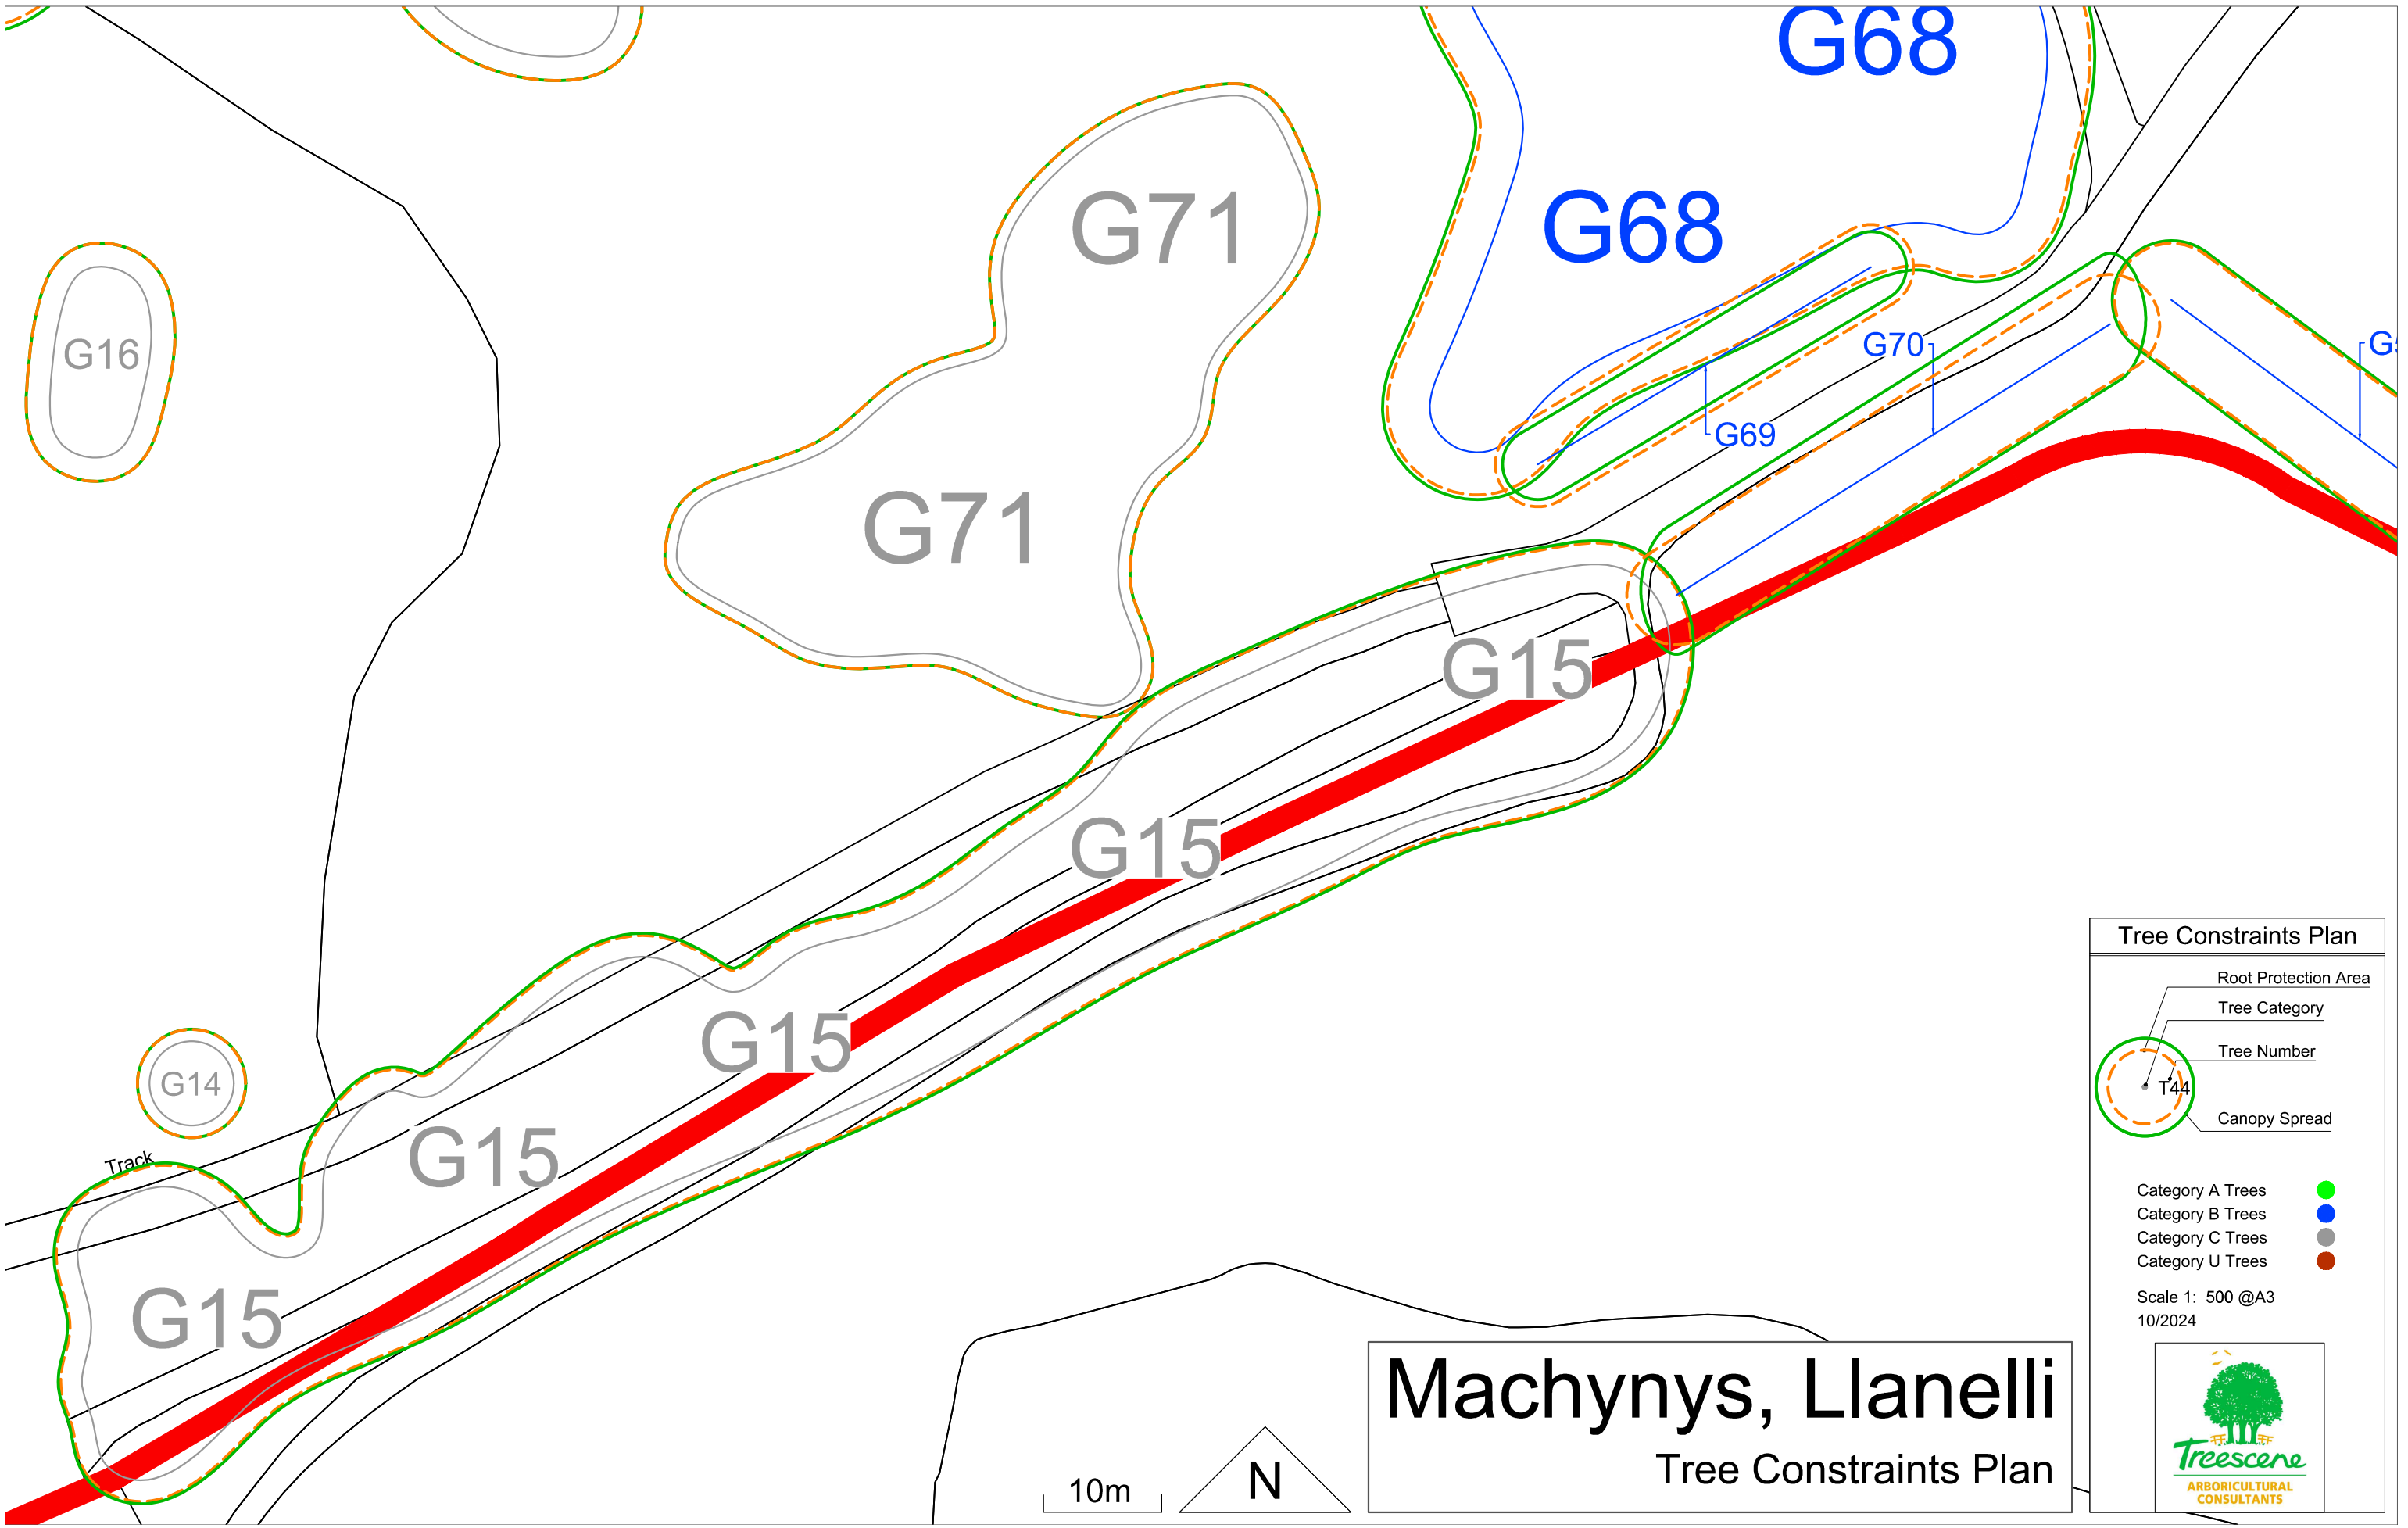 G68
G71
G68
G16
G70
G69
G71
G15
G15
G15
G14
G15
Track
G15
Tree Constraints Plan
Root Protection Area
Tree Category
Tree Number
T44
Canopy Spread
Category A Trees
Category B Trees
Category C Trees
Category U Trees
Scale 1: 500 @A3
10/2024
Treescene
ARBORICULTURAL
CONSULTANTS
Machynys, Llanelli
Tree Constraints Plan
10m
N